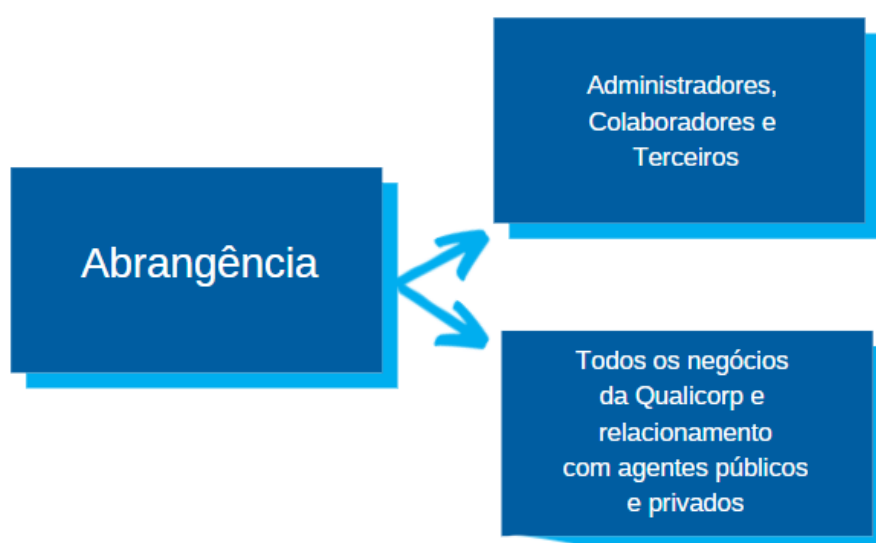 Administradores,
Colaboradores e
Terceiros
Abrangência
Todos os negócios
da Qualicorp e
relacionamento
com agentes públicos
e privados